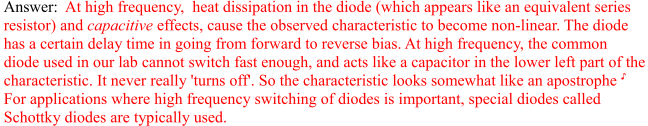 Answer:  At high frequency,  heat dissipation in the diode (which appears like an equivalent series
resistor) and capacitive effects, cause the observed characteristic to become non-linear. The diode
has a certain delay time in going from forward to reverse bias. At high frequency, the common
diode used in our lab cannot switch fast enough, and acts like a capacitor in the lower left part of the
characteristic. It never really 'turns off'. So the characteristic looks somewhat like an apostrophe
For applications where high frequency switching of diodes is important, special diodes called
Schottky diodes are typically used.